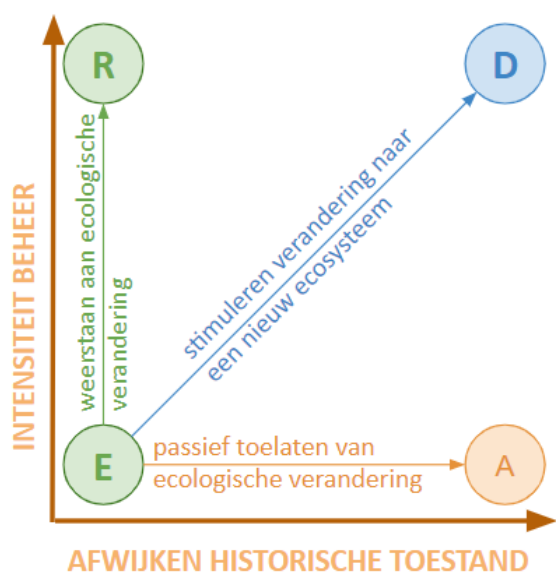 R
D
INTENSITEIT BEHEER
weerstaan aan ecologische
verandering
stimuleren verandering naar
een nieuw ecosysteem
E
passief toelaten van
ecologische verandering
A
AFWIJKEN HISTORISCHE TOESTAND